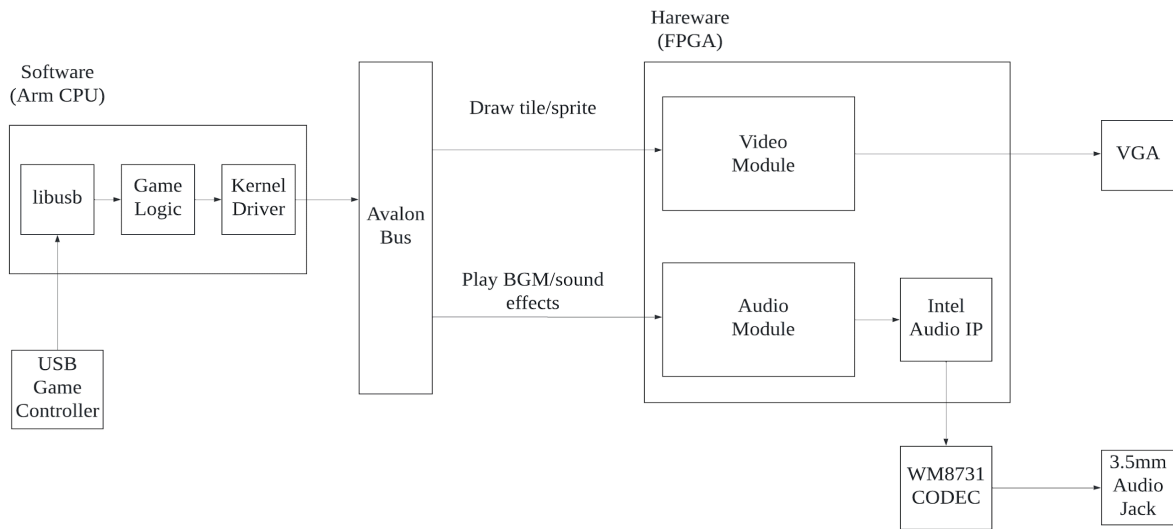 Hareware
(FPGA)
Software
(Arm CPU)
Draw tile/sprite
Video
Module
VGA
libusb
Game
Logic
Kernel
Driver
Avalon
Bus
Play BGM/sound
effects
Audio
Module
Intel
Audio IP
USB
Game
Controller
WM8731
CODEC
3.5mm
Audio
Jack